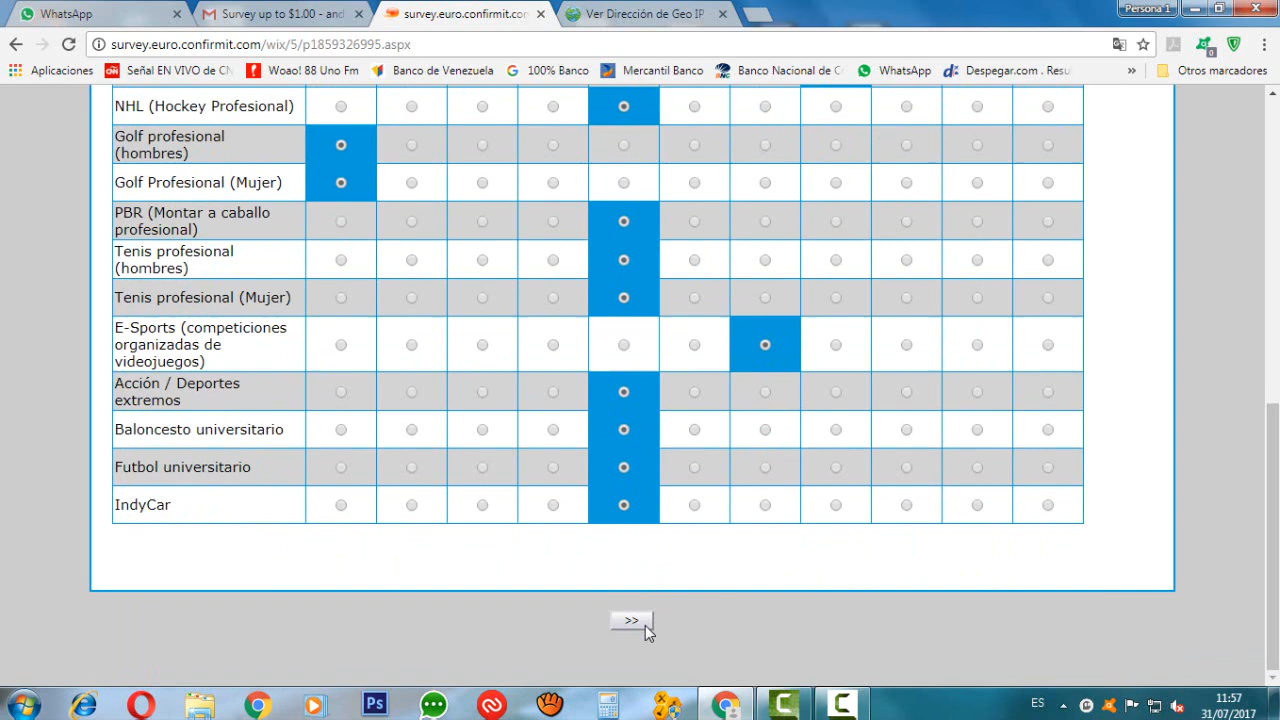 WhatsApp
Survey up to $1.00 - and
survey.euro.confirmit.com
Ver Dirección de Geo IP
Persona 1
survey.euro.confirmit.com/wix/5/p1859326995.aspx
Aplicaciones
Señal EN VIVO de CN
Woao! 88 Uno Fm
Banco de Venezuela
100% Banco
Mercantil Banco
Banco Nacional de C
WhatsApp
Despegar.com . Resu
»
Otros marcadores
NHL (Hockey Profesional)
Golf profesional
(hombres)
Golf Profesional (Mujer)
PBR (Montar a caballo
profesional)
Tenis profesional
(hombres)
Tenis profesional (Mujer)
E-Sports (competiciones
organizadas de
videojuegos)
Acción / Deportes
extremos
Baloncesto universitario
Futbol universitario
IndyCar
>>
ES
11:57
31/07/2017